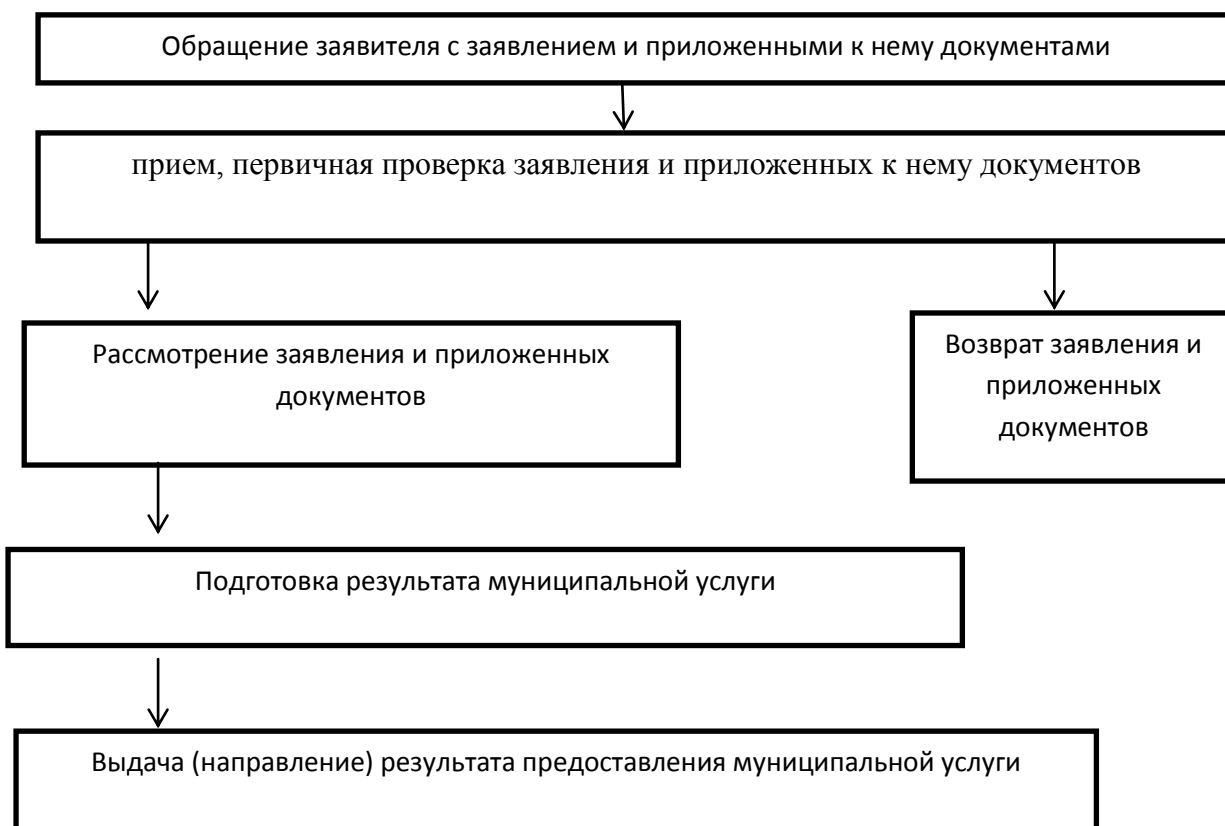 Обращение заявителя с заявлением и приложенными к нему документами
прием, первичная проверка заявления и приложенных к нему документов
Рассмотрение заявления и приложенных
документов
Возврат заявления и
приложенных
документов
Подготовка результата муниципальной услуги
Выдача (направление) результата предоставления муниципальной услуги